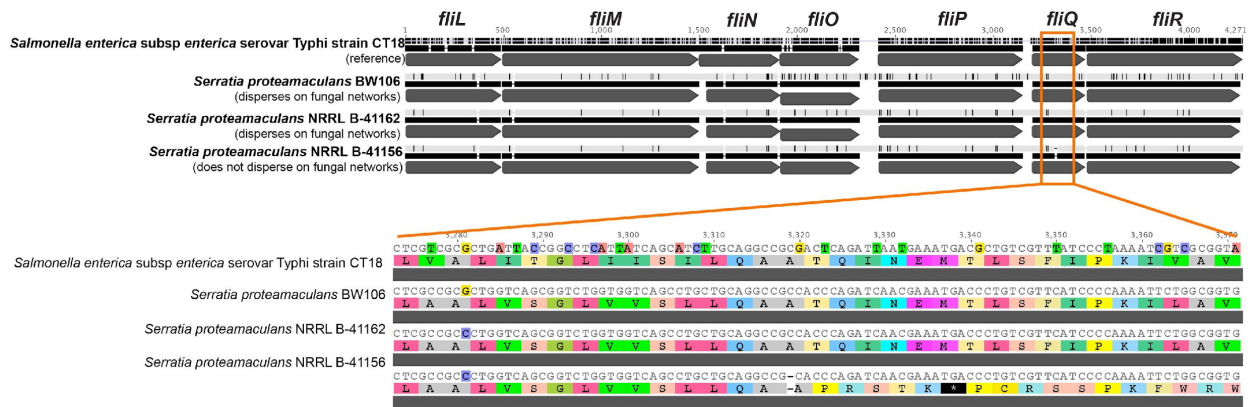 fliL fliM fliN fliO fliP fliQ fliR
1 500 1,000 1,500 2,000 2,500 3,000 3,500 4,000 4,271
Salmonella enterica subsp enterica serovar Typhi strain CT18
(reference)
Serratia proteamaculans BW106
(disperses on fungal networks)
Serratia proteamaculans NRRL B-41162
(disperses on fungal networks)
Serratia proteamaculans NRRL B-41156
(does not disperse on fungal networks)
3,280 3,290 3,300 3,310 3,320 3,330 3,340 3,350 3,360 3,370
CTCGTCGCGCTGATTACCGGCCTCATTATCAGCATCTTGCAGGCCGCGACTCAGATTAATGAAATGACGCTGTCGTTTATCCCTAAAATCGTCGCGGTA
Salmonella enterica subsp enterica serovar Typhi strain CT18 L V A L I T G L I I S I L Q A A T Q I N E M T L S F I P K I V A V
Serratia proteamaculans BW106 CTCGCCGCGCTGGTCAGCGGTCTGGTGGTCAGCCTGCTGCAGGCCGCCACCCAGATCAACGAAATGACCCTGTCGTTCATCCCCAAAATTCTGGCGGTG
L A A L V S G L V V S L L Q A A T Q I N E M T L S F I P K I L A V
Serratia proteamaculans NRRL B-41162 CTCGCCGCCCTGGTCAGCGGTCTGGTGGTCAGCCTGCTGCAGGCCGCCACCCAGATCAACGAAATGACCCTGTCGTTCATCCCCAAAATTCTGGCGGTG
L A A L V S G L V V S L L Q A A T Q I N E M T L S F I P K I L A V
Serratia proteamaculans NRRL B-41156 CTCGCCGCCCTGGTCAGCGGTCTGGTGGTCAGCCTGCTGCAGGCCG-CACCCAGATCAACGAAATGACCCTGTCGTTCATCCCCAAAATTCTGGCGGTG
L A A L V S G L V V S L L Q A -A P R S T K * P C R S S P K F W R W